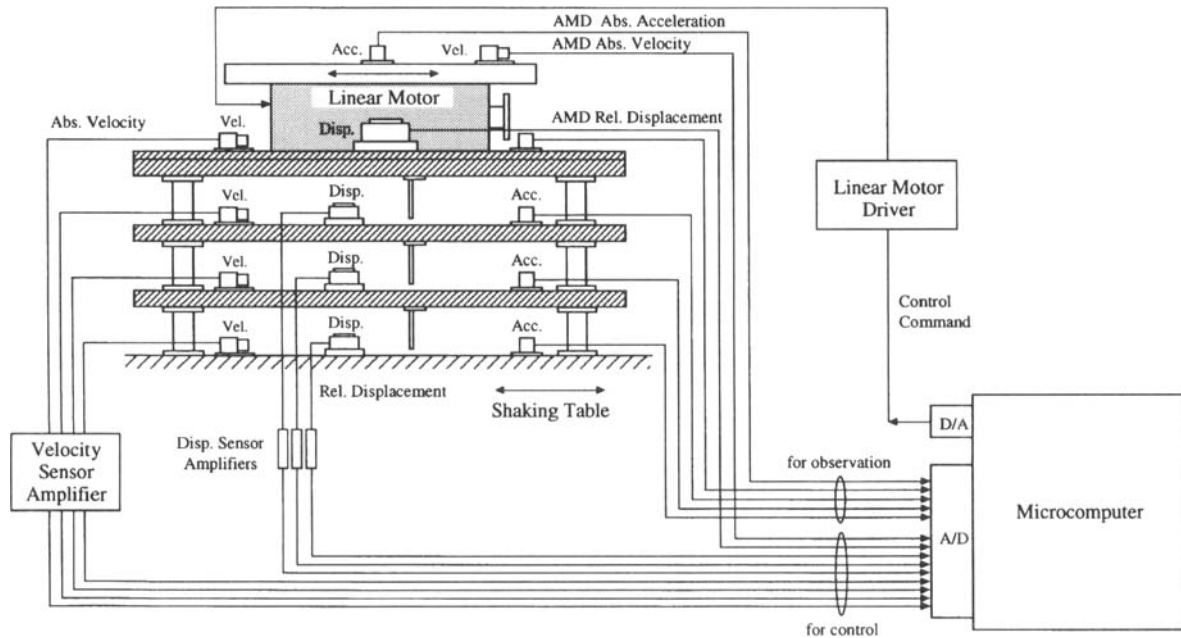 AMD Abs. Acceleration
Acc.
Vel.
AMD Abs. Velocity
Linear Motor
Abs. Velocity
Vel.
Disp.
AMD Rel. Displacement
Linear Motor
Driver
Vel.
Disp.
Acc.
Vel.
Disp.
Acc.
Control
Command
Vel.
Disp.
Acc.
Rel. Displacement
Shaking Table
D/A
Velocity
Sensor
Amplifier
Disp. Sensor
Amplifiers
for observation
Microcomputer
A/D
for control